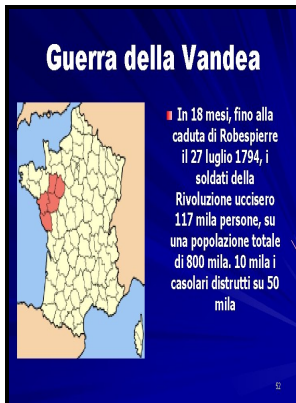 Guerra della Vandea
In 18 mesi, fino alla
caduta di Robespierre
il 27 luglio 1794, i
soldati della
Rivoluzione uccisero
117 mila persone, su
una popolazione totale
di 800 mila. 10 mila i
casolari distrutti su 50
mila
52